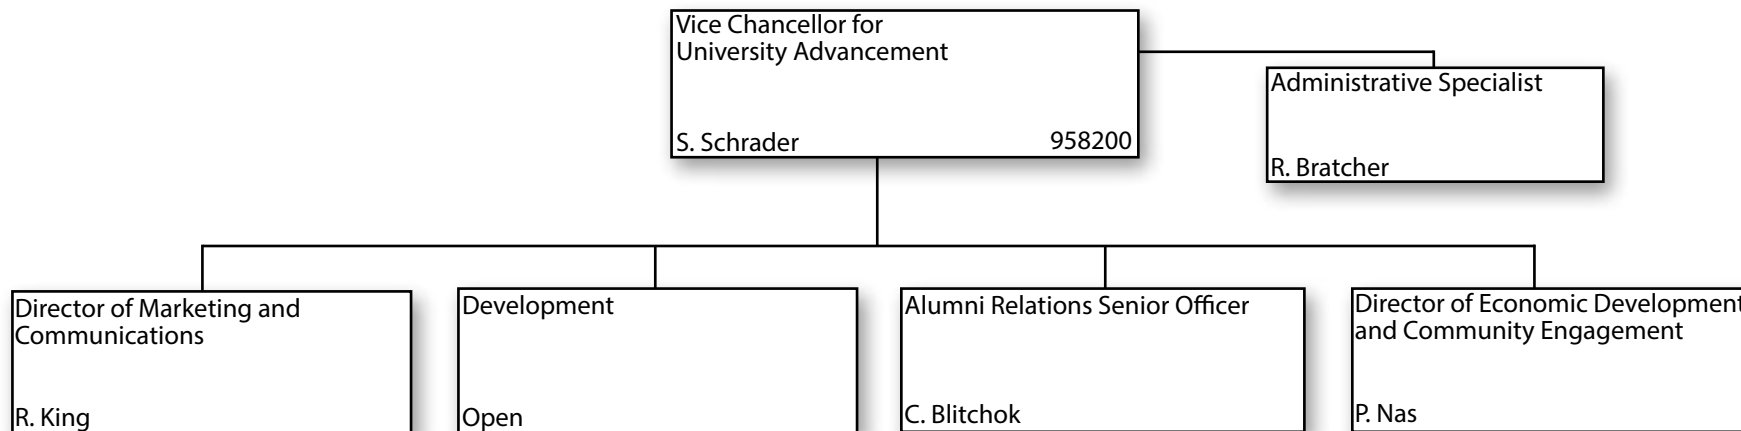 Vice Chancellor for
University Advancement
S. Schrader 958200
Administrative Specialist
R. Bratcher
Director of Marketing and
Communications
R. King
Development
Open
Alumni Relations Senior Officer
C. Blitchok
Director of Economic Development
and Community Engagement
P. Nas